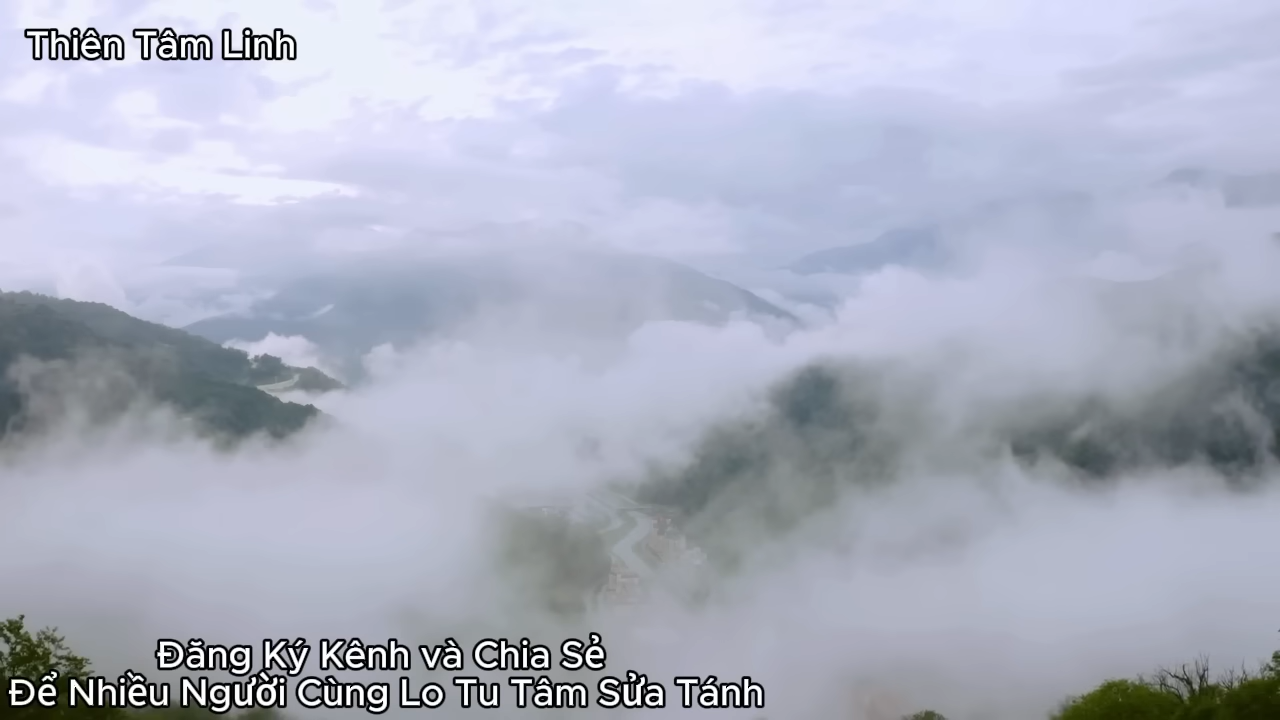 Thiên Tâm Linh
Đăng Ký Kênh và Chia Sẻ
Để Nhiều Người Cùng Lo Tu Tâm Sửa Tánh